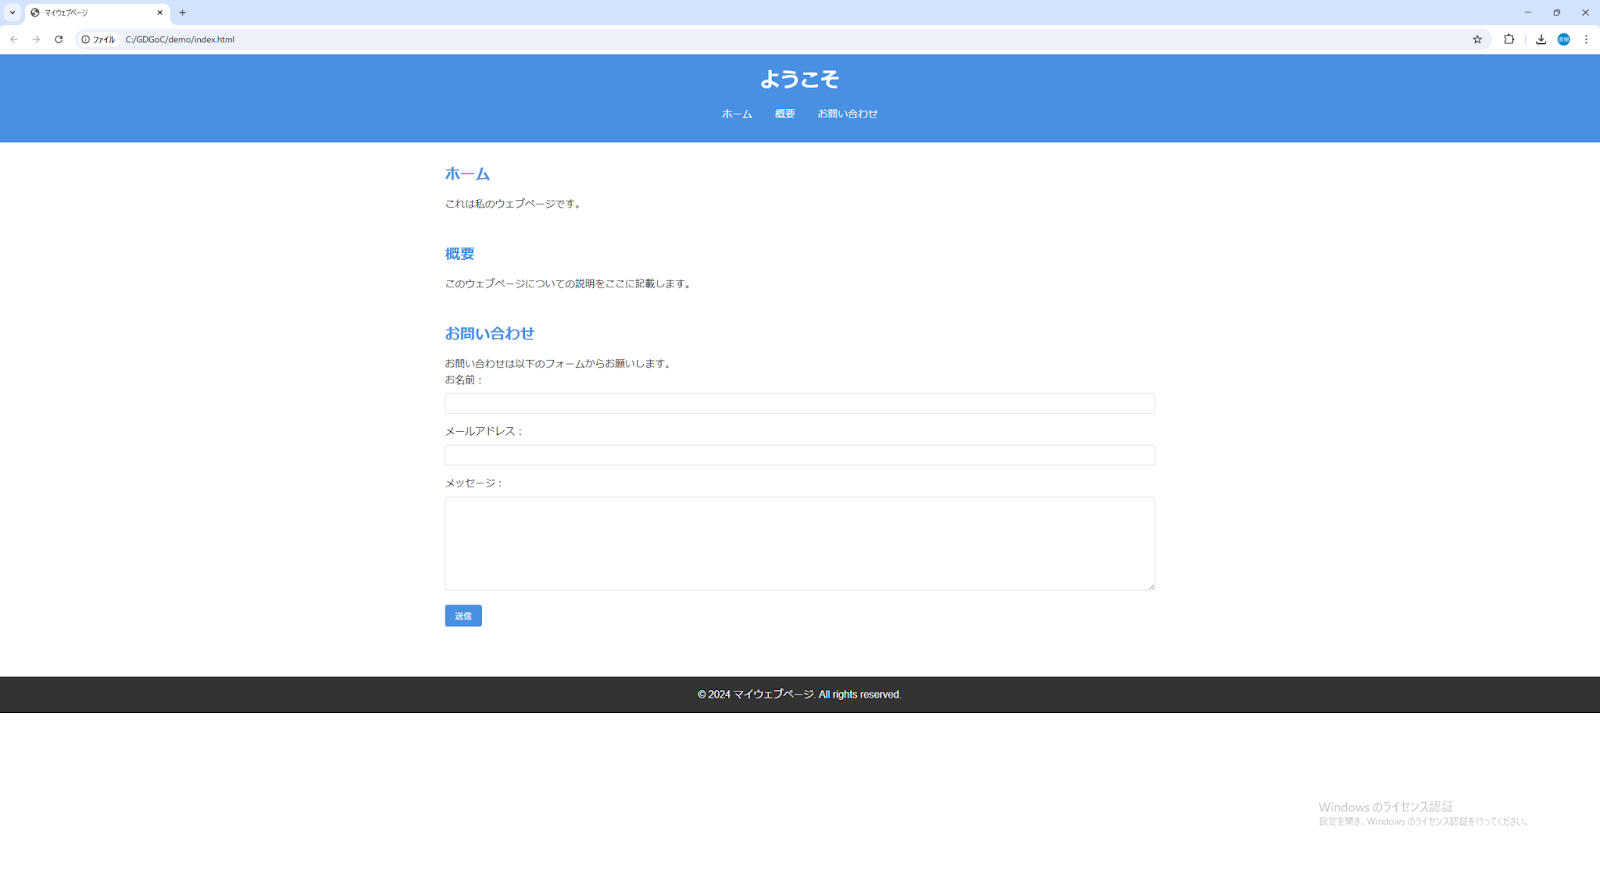 マイウェブページ
ファイル C:/GDGoC/demo/index.html
ようこそ
ホーム 概要 お問い合わせ
ホーム
これは私のウェブページです。
概要
このウェブページについての説明をここに記載します。
お問い合わせ
お問い合わせは以下のフォームからお願いします。
お名前：
メールアドレス：
メッセージ：
送信
© 2024 マイウェブページ. All rights reserved.
Windows のライセンス認証
設定を開き、Windows のライセンス認証を行ってください。